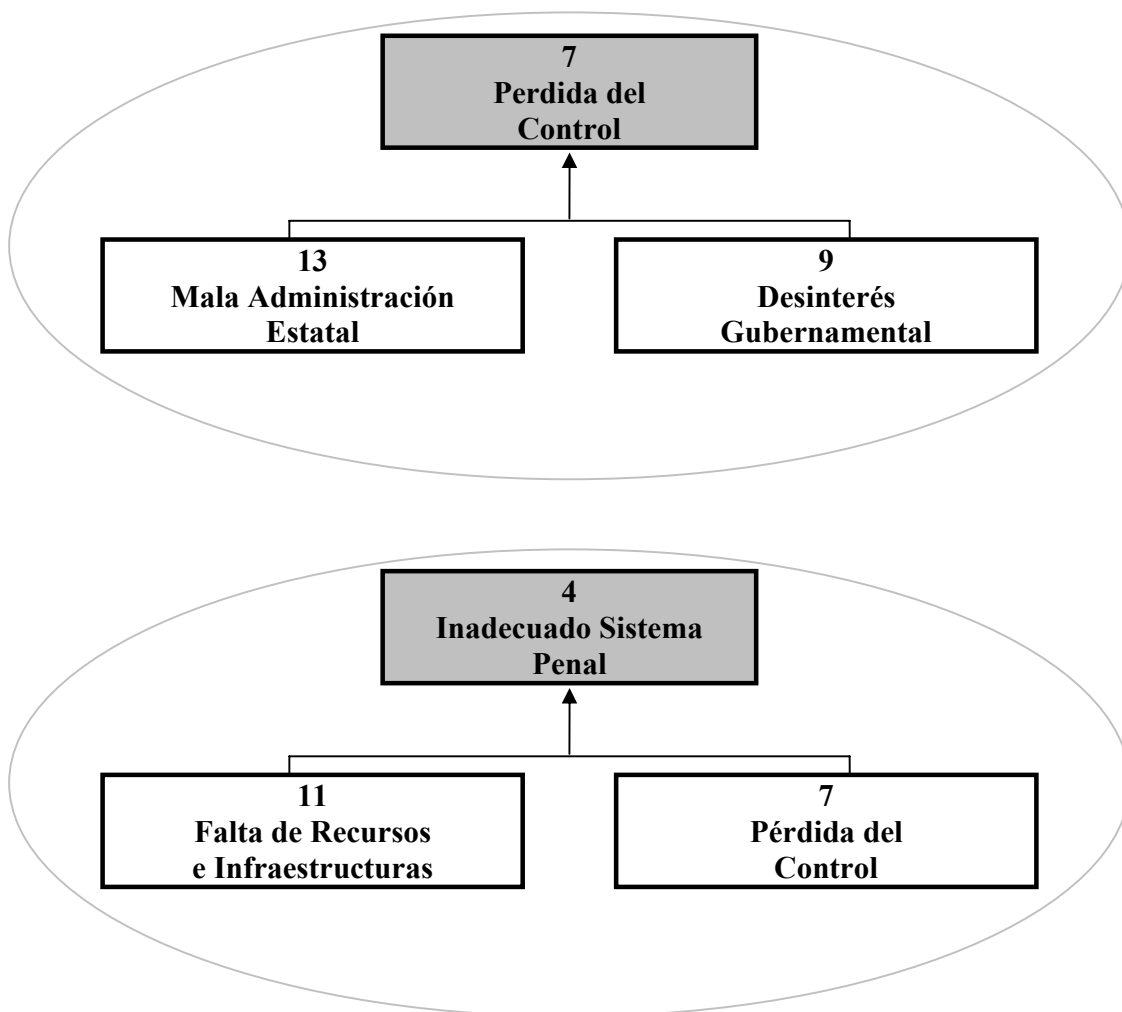 7
Perdida del
Control
13
Mala Administración
Estatal
9
Desinterés
Gubernamental
4
Inadecuado Sistema
Penal
11
Falta de Recursos
e Infraestructuras
7
Pérdida del
Control